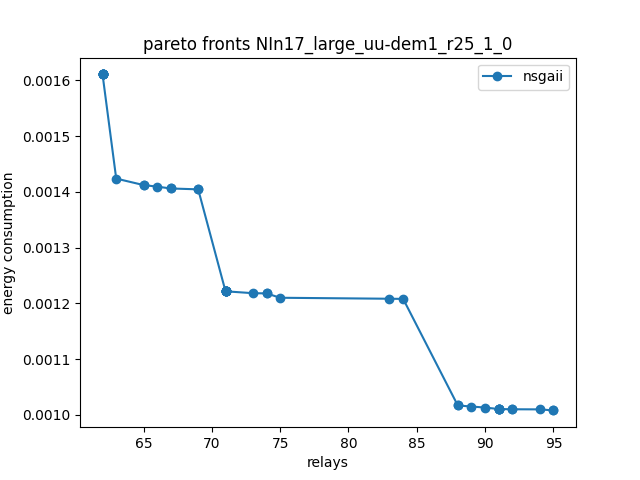 pareto fronts NIn17_large_uu-dem1_r25_1_0
nsgaii
0.0016
0.0015
0.0014
0.0013
0.0012
0.0011
0.0010
energy consumption
65 70 75 80 85 90 95
relays